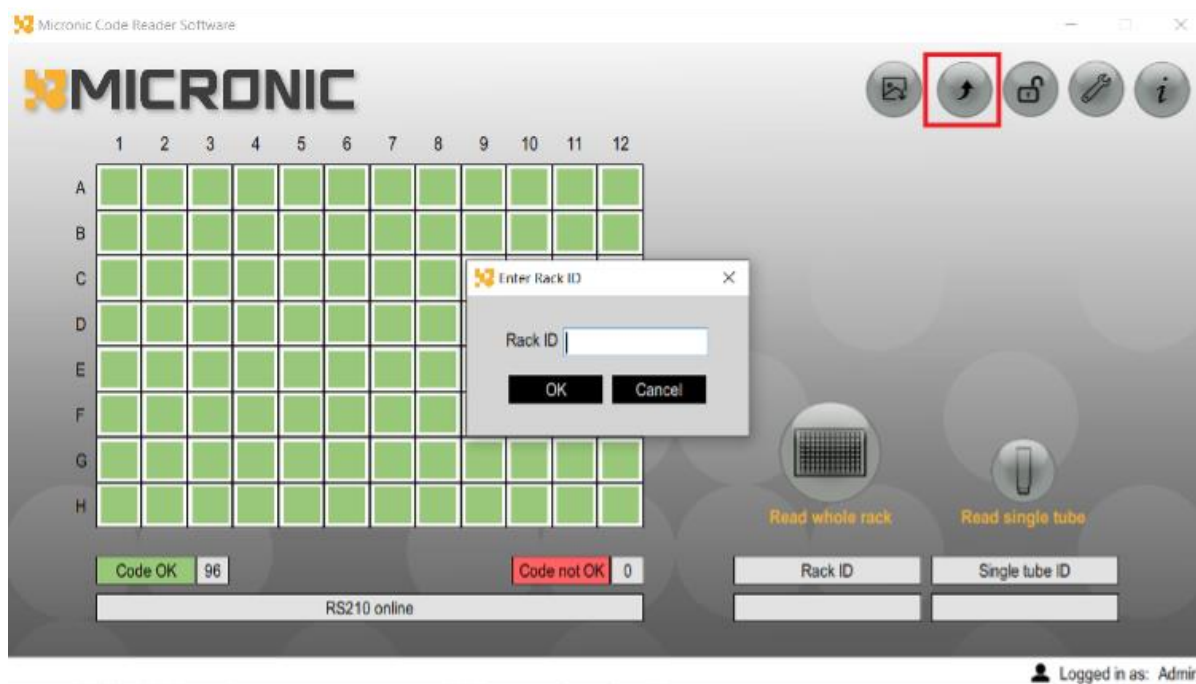 Micronic Code Reader Software
MICRONIC
i
1 2 3 4 5 6 7 8 9 10 11 12
A
B
C
Enter Rack ID
D
Rack ID
E
OK Cancel
F
G
H
Read whole rack Read single tube
Code OK 96 Code not OK 0 Rack ID Single tube ID
RS210 online
Logged in as: Admin